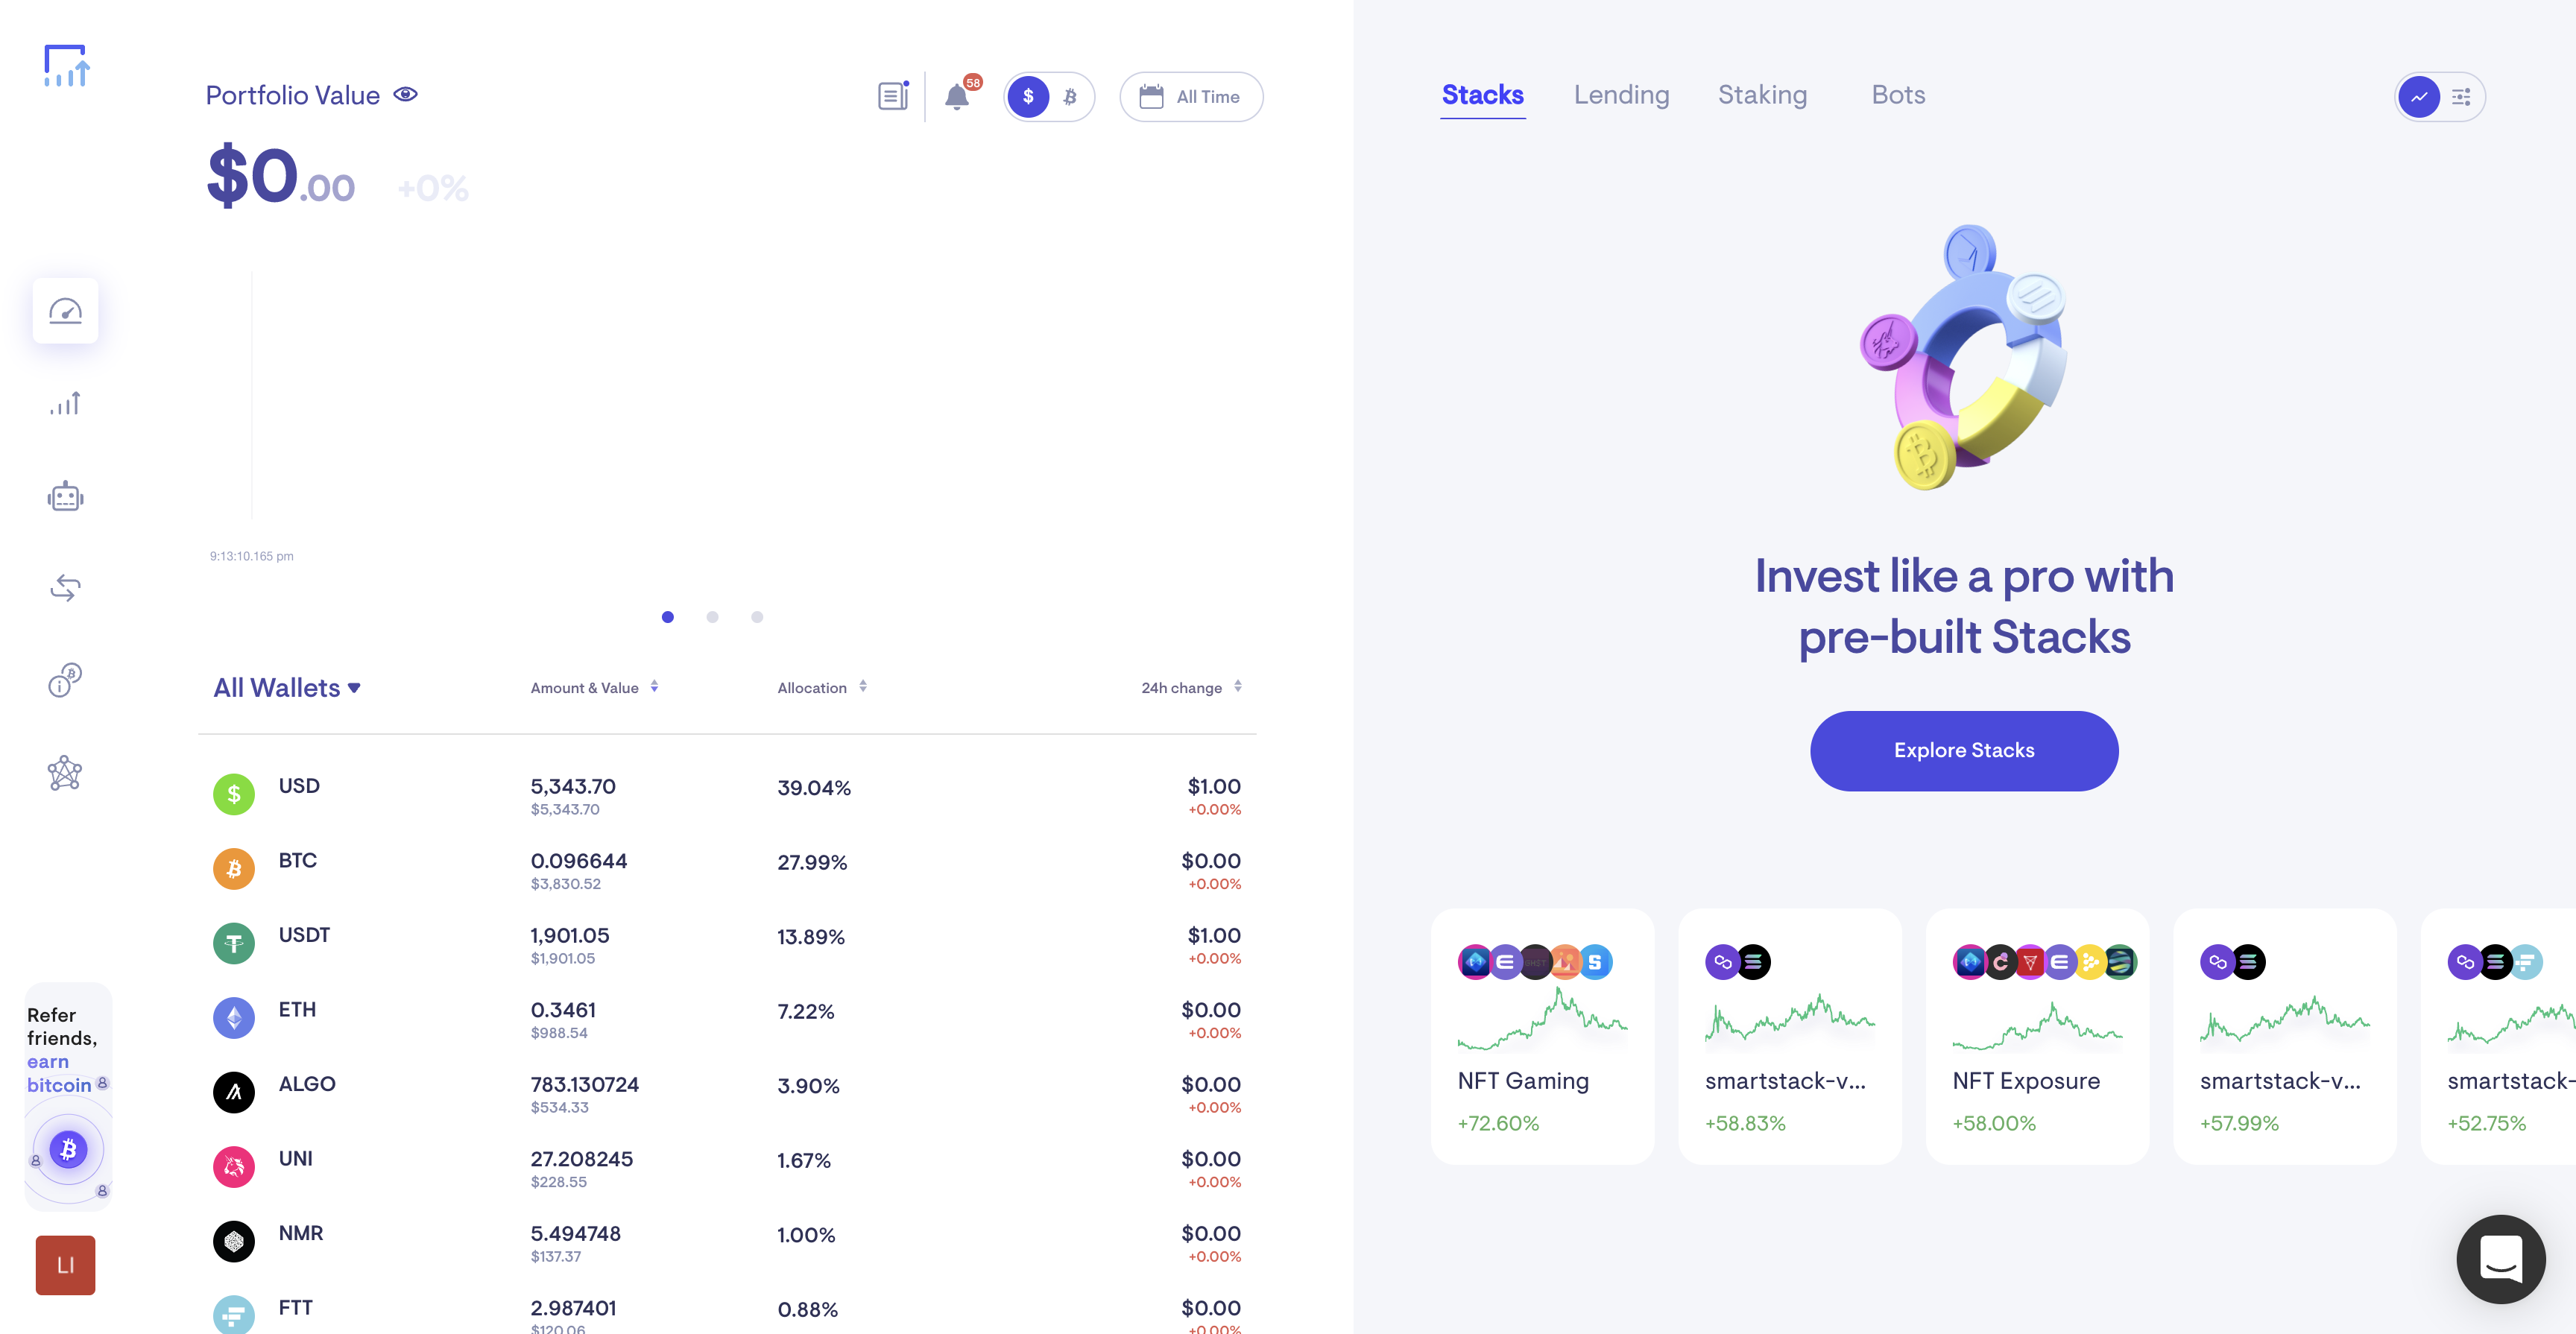 Portfolio Value
58
$
All Time
$0.00 +0%
9:13:10.165 pm
All Wallets Amount & Value Allocation 24h change
USD 5,343.70 39.04% $1.00
$5,343.70 +0.00%
BTC 0.096644 27.99% $0.00
$3,830.52 +0.00%
USDT 1,901.05 13.89% $1.00
$1,901.05 +0.00%
ETH 0.3461 7.22% $0.00
$988.54 +0.00%
ALGO 783.130724 3.90% $0.00
$534.33 +0.00%
UNI 27.208245 1.67% $0.00
$228.55 +0.00%
NMR 5.494748 1.00% $0.00
$137.37 +0.00%
FTT 2.987401 0.88% $0.00
$120.06 +0.00%
Refer
friends,
earn
bitcoin
LI
Stacks Lending Staking Bots
Invest like a pro with
pre-built Stacks
Explore Stacks
NFT Gaming
+72.60%
smartstack-v...
+58.83%
NFT Exposure
+58.00%
smartstack-v...
+57.99%
smartstack-
+52.75%